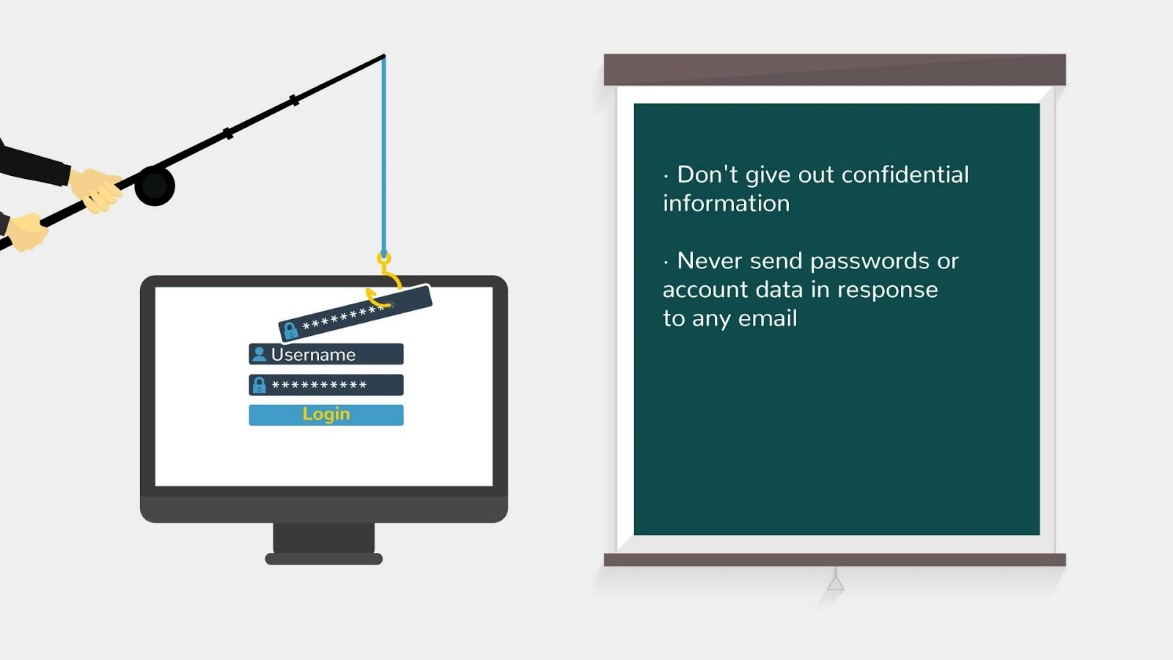 **********
Username
**********
Login
· Don't give out confidential
information
· Never send passwords or
account data in response
to any email